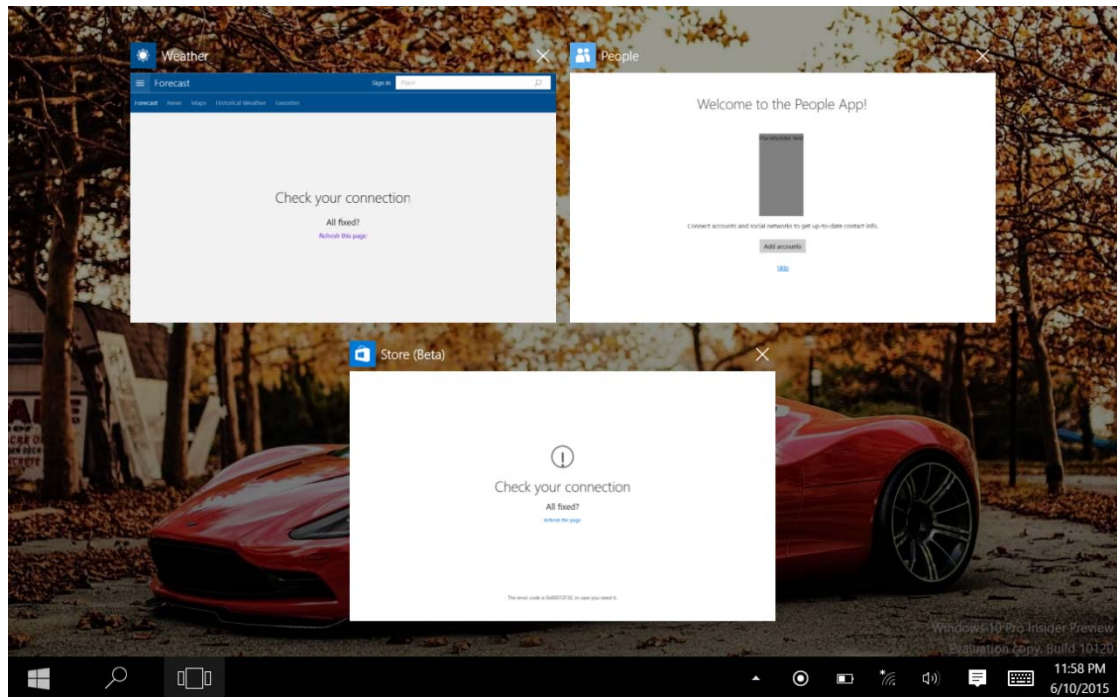 Weather
Forecast
Sign in
Place
Forecast News Maps Historical Weather Favorites
Check your connection
All fixed?
Refresh this page
People
Welcome to the People App!
Placeholder text
Connect accounts and social networks to get up-to-date contact info.
Add accounts
Skip
Store (Beta)
Check your connection
All fixed?
Refresh the page
Windows 10 Pro Insider Preview
Evaluation copy. Build 10120
11:58 PM
6/10/2015